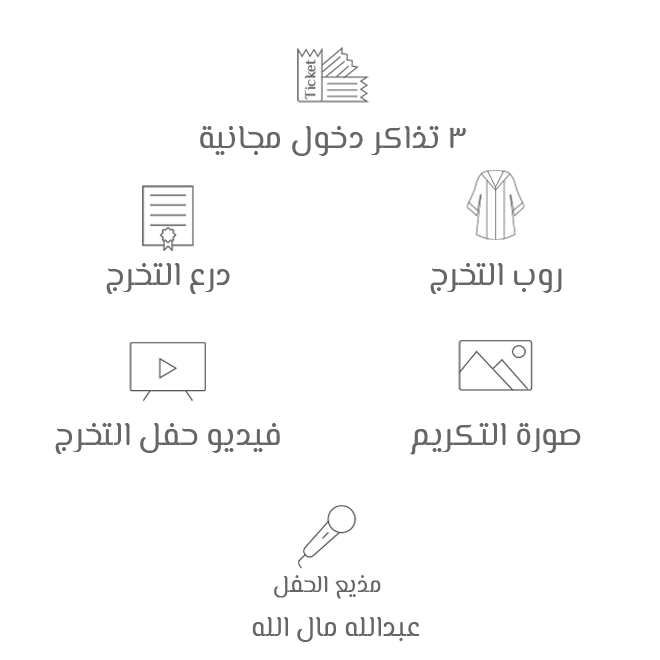 Ticket
٣ تذاكر دخول مجانية
روب التخرج
درع التخرج
صورة التكريم
فيديو حفل التخرج
مذيع الحفل
عبدالله مال الله